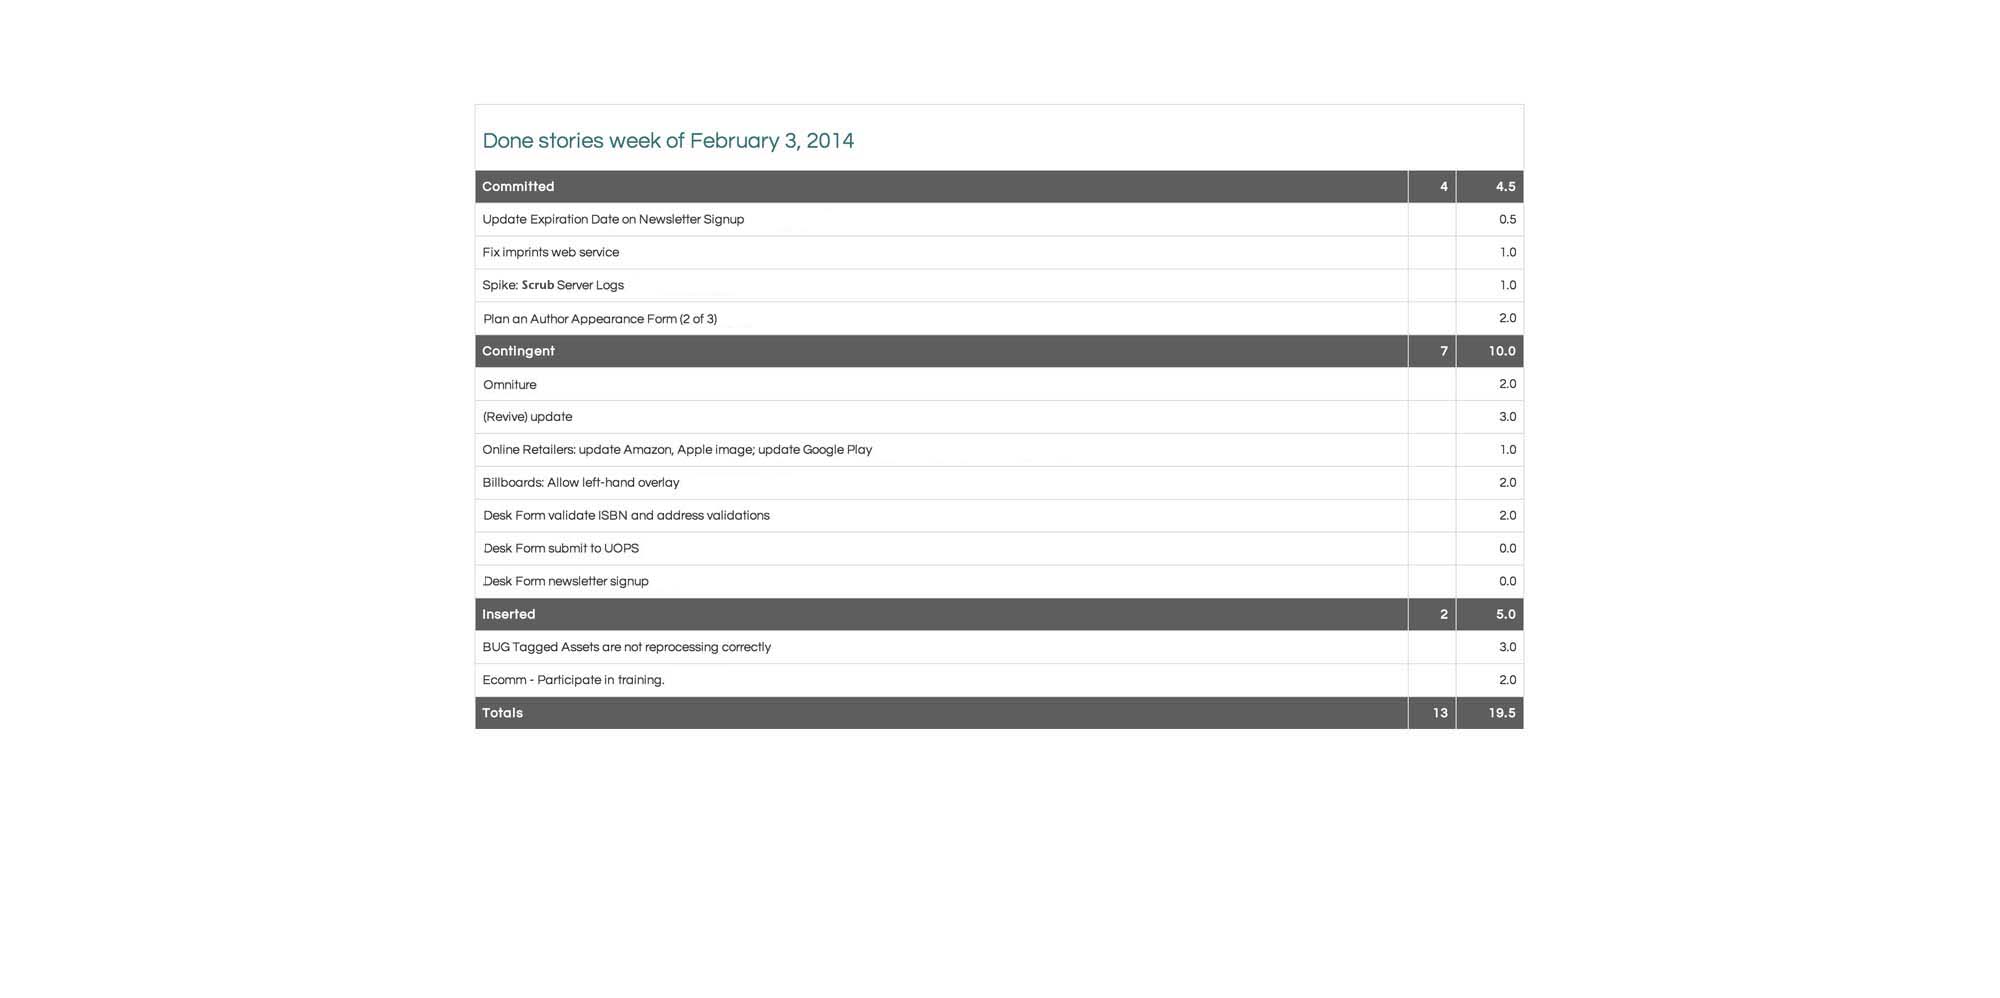 Done stories week of February 3, 2014
Committed 4 4.5
Update Expiration Date on Newsletter Signup 0.5
Fix imprints web service 1.0
Spike: Scrub Server Logs 1.0
Plan an Author Appearance Form (2 of 3) 2.0
Contingent 7 10.0
Omniture 2.0
(Revive) update 3.0
Online Retailers: update Amazon, Apple image; update Google Play 1.0
Billboards: Allow left-hand overlay 2.0
Desk Form validate ISBN and address validations 2.0
Desk Form submit to UOPS 0.0
Desk Form newsletter signup 0.0
Inserted 2 5.0
BUG Tagged Assets are not reprocessing correctly 3.0
Ecomm - Participate in training. 2.0
Totals 13 19.5